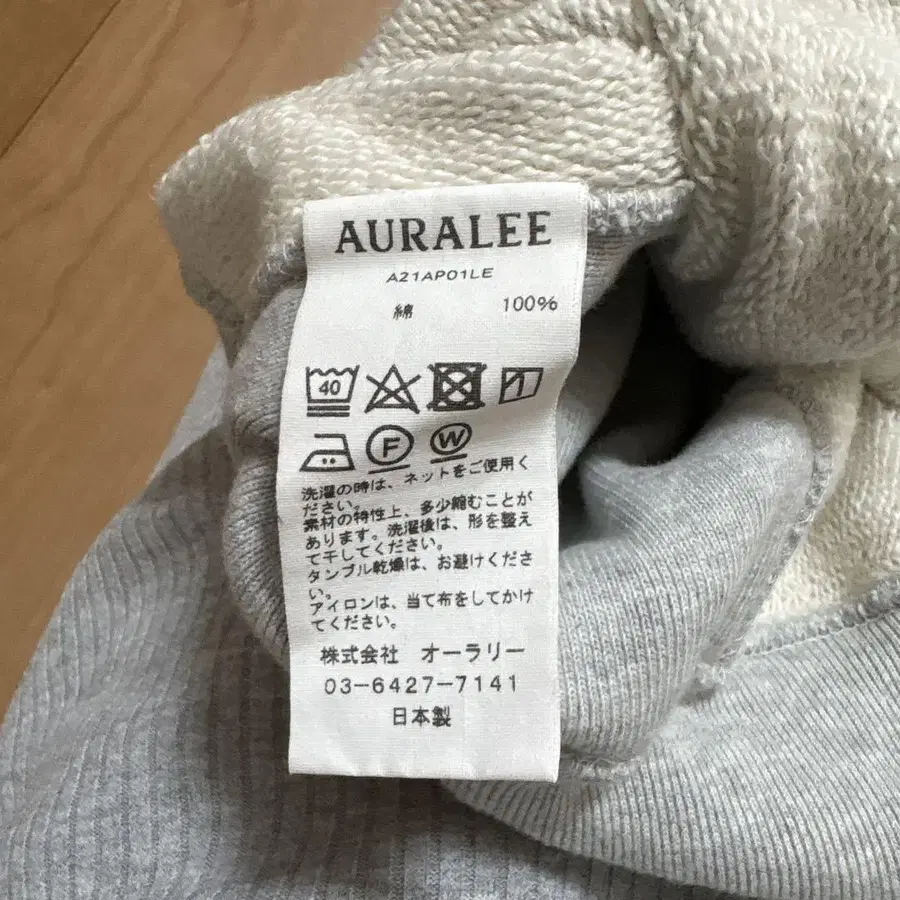 AURALEE
A21AP01LE
綿 100%
40
F W
洗濯の時は、ネットをご使用く
ださい。
素材の特性上、多少縮むことが
あります。洗濯後は、形を整え
て干してください。
タンブル乾燥は、お避けくださ
い。
アイロンは、当て布をしてかけ
てください。
株式会社 オーラリー
03-6427-7141
日本製